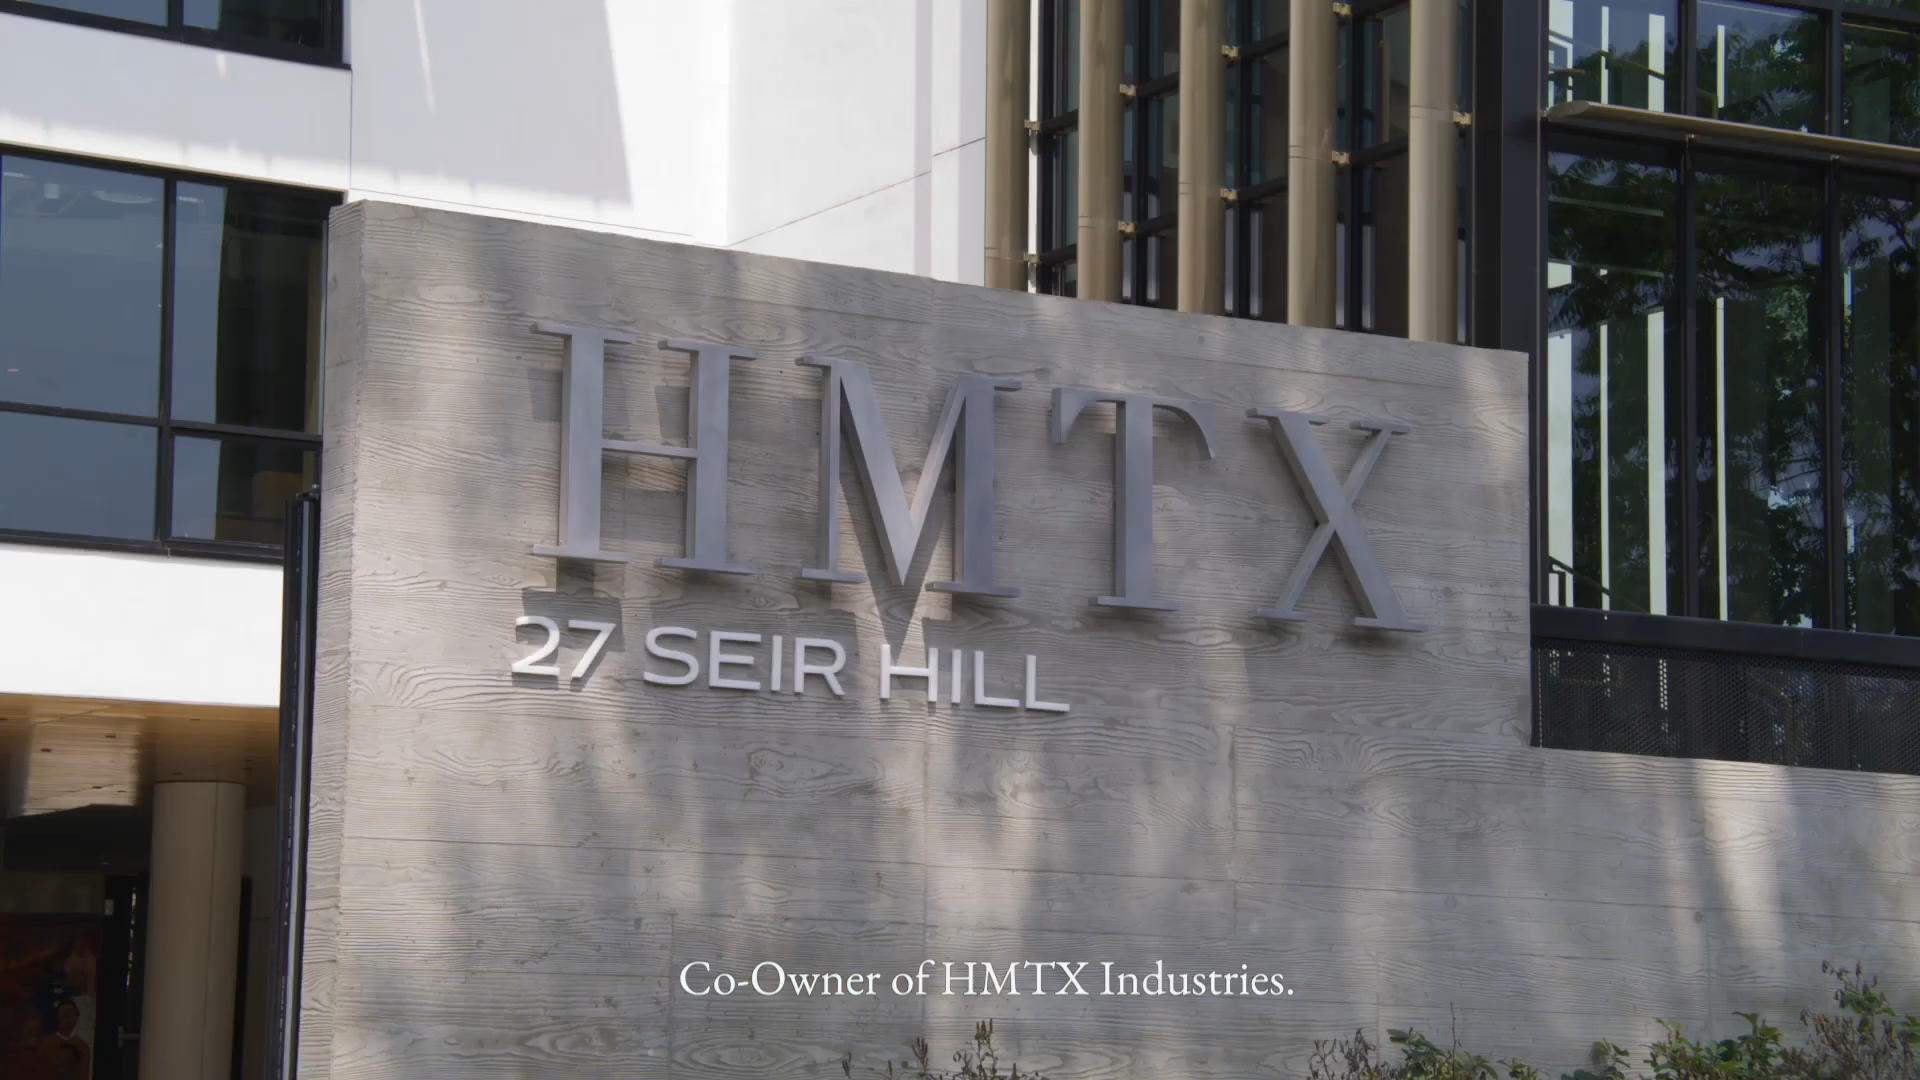 HMTX
27 SEIR HILL
Co-Owner of HMTX Industries.